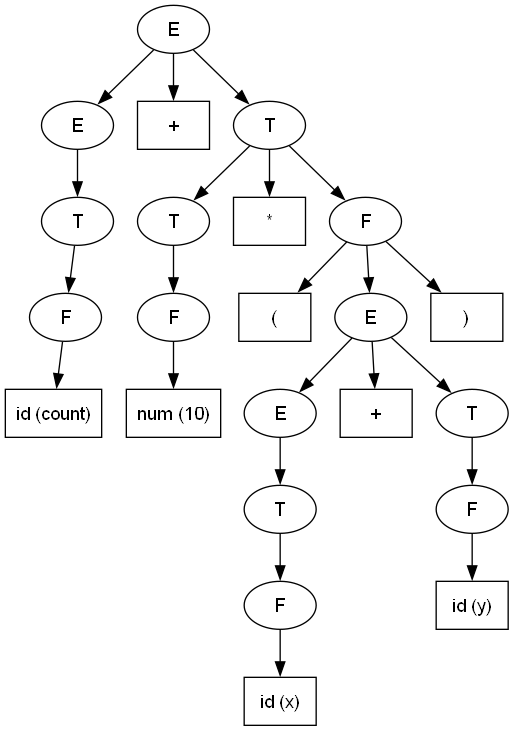 E
E + T
T T * F
F F ( E )
id (count) num (10) E + T
T F
F id (y)
id (x)